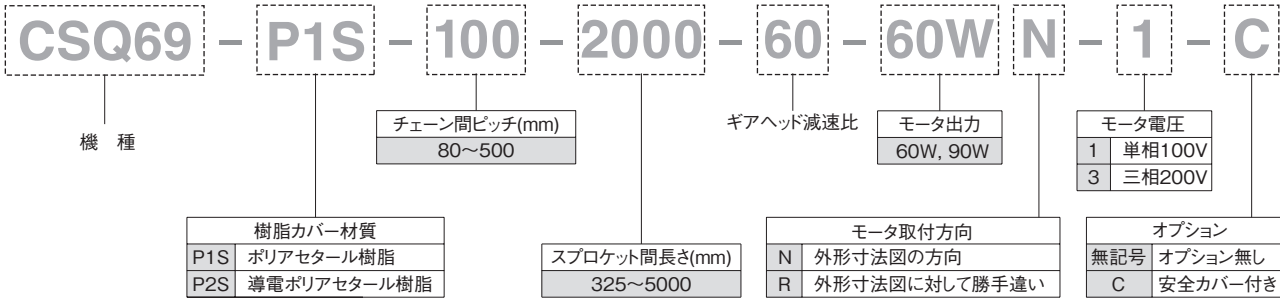 CSQ69 – P1S – 100 – 2000 – 60 – 60W N – 1 – C
機 種
チェーン間ピッチ(mm)
80〜500
ギアヘッド減速比
モータ出力
60W, 90W
モータ電圧
1 単相100V
3 三相200V
樹脂カバー材質
P1S ポリアセタール樹脂
P2S 導電ポリアセタール樹脂
スプロケット間長さ(mm)
325〜5000
モータ取付方向
N 外形寸法図の方向
R 外形寸法図に対して勝手違い
オプション
無記号 オプション無し
C 安全カバー付き